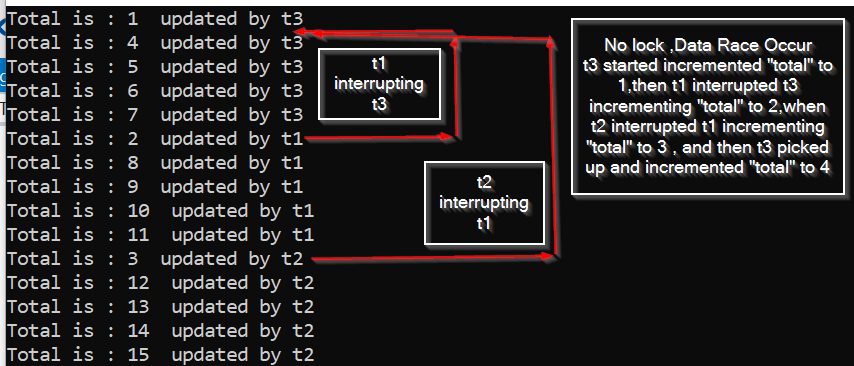 Total is : 1  updated by t3
Total is : 4  updated by t3
Total is : 5  updated by t3
Total is : 6  updated by t3
Total is : 7  updated by t3
Total is : 2  updated by t1
Total is : 8  updated by t1
Total is : 9  updated by t1
Total is : 10  updated by t1
Total is : 11  updated by t1
Total is : 3  updated by t2
Total is : 12  updated by t2
Total is : 13  updated by t2
Total is : 14  updated by t2
Total is : 15  updated by t2
t1
interrupting
t3
t2
interrupting
t1
No lock ,Data Race Occur
t3 started incremented "total" to
1,then t1 interrupted t3
incrementing "total" to 2,when
t2 interrupted t1 incrementing
"total" to 3 , and then t3 picked
up and incremented "total" to 4